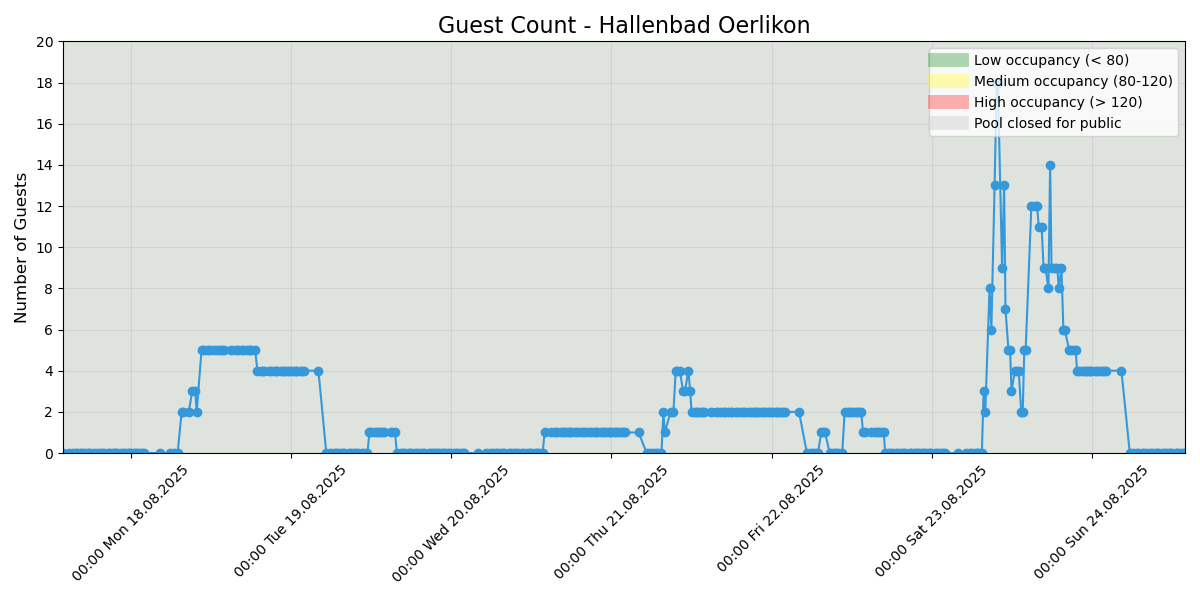 Guest Count - Hallenbad Oerlikon
Number of Guests
20
18
16
14
12
10
8
6
4
2
0
Low occupancy (< 80)
Medium occupancy (80-120)
High occupancy (> 120)
Pool closed for public
00:00 Mon 18.08.2025
00:00 Tue 19.08.2025
00:00 Wed 20.08.2025
00:00 Thu 21.08.2025
00:00 Fri 22.08.2025
00:00 Sat 23.08.2025
00:00 Sun 24.08.2025